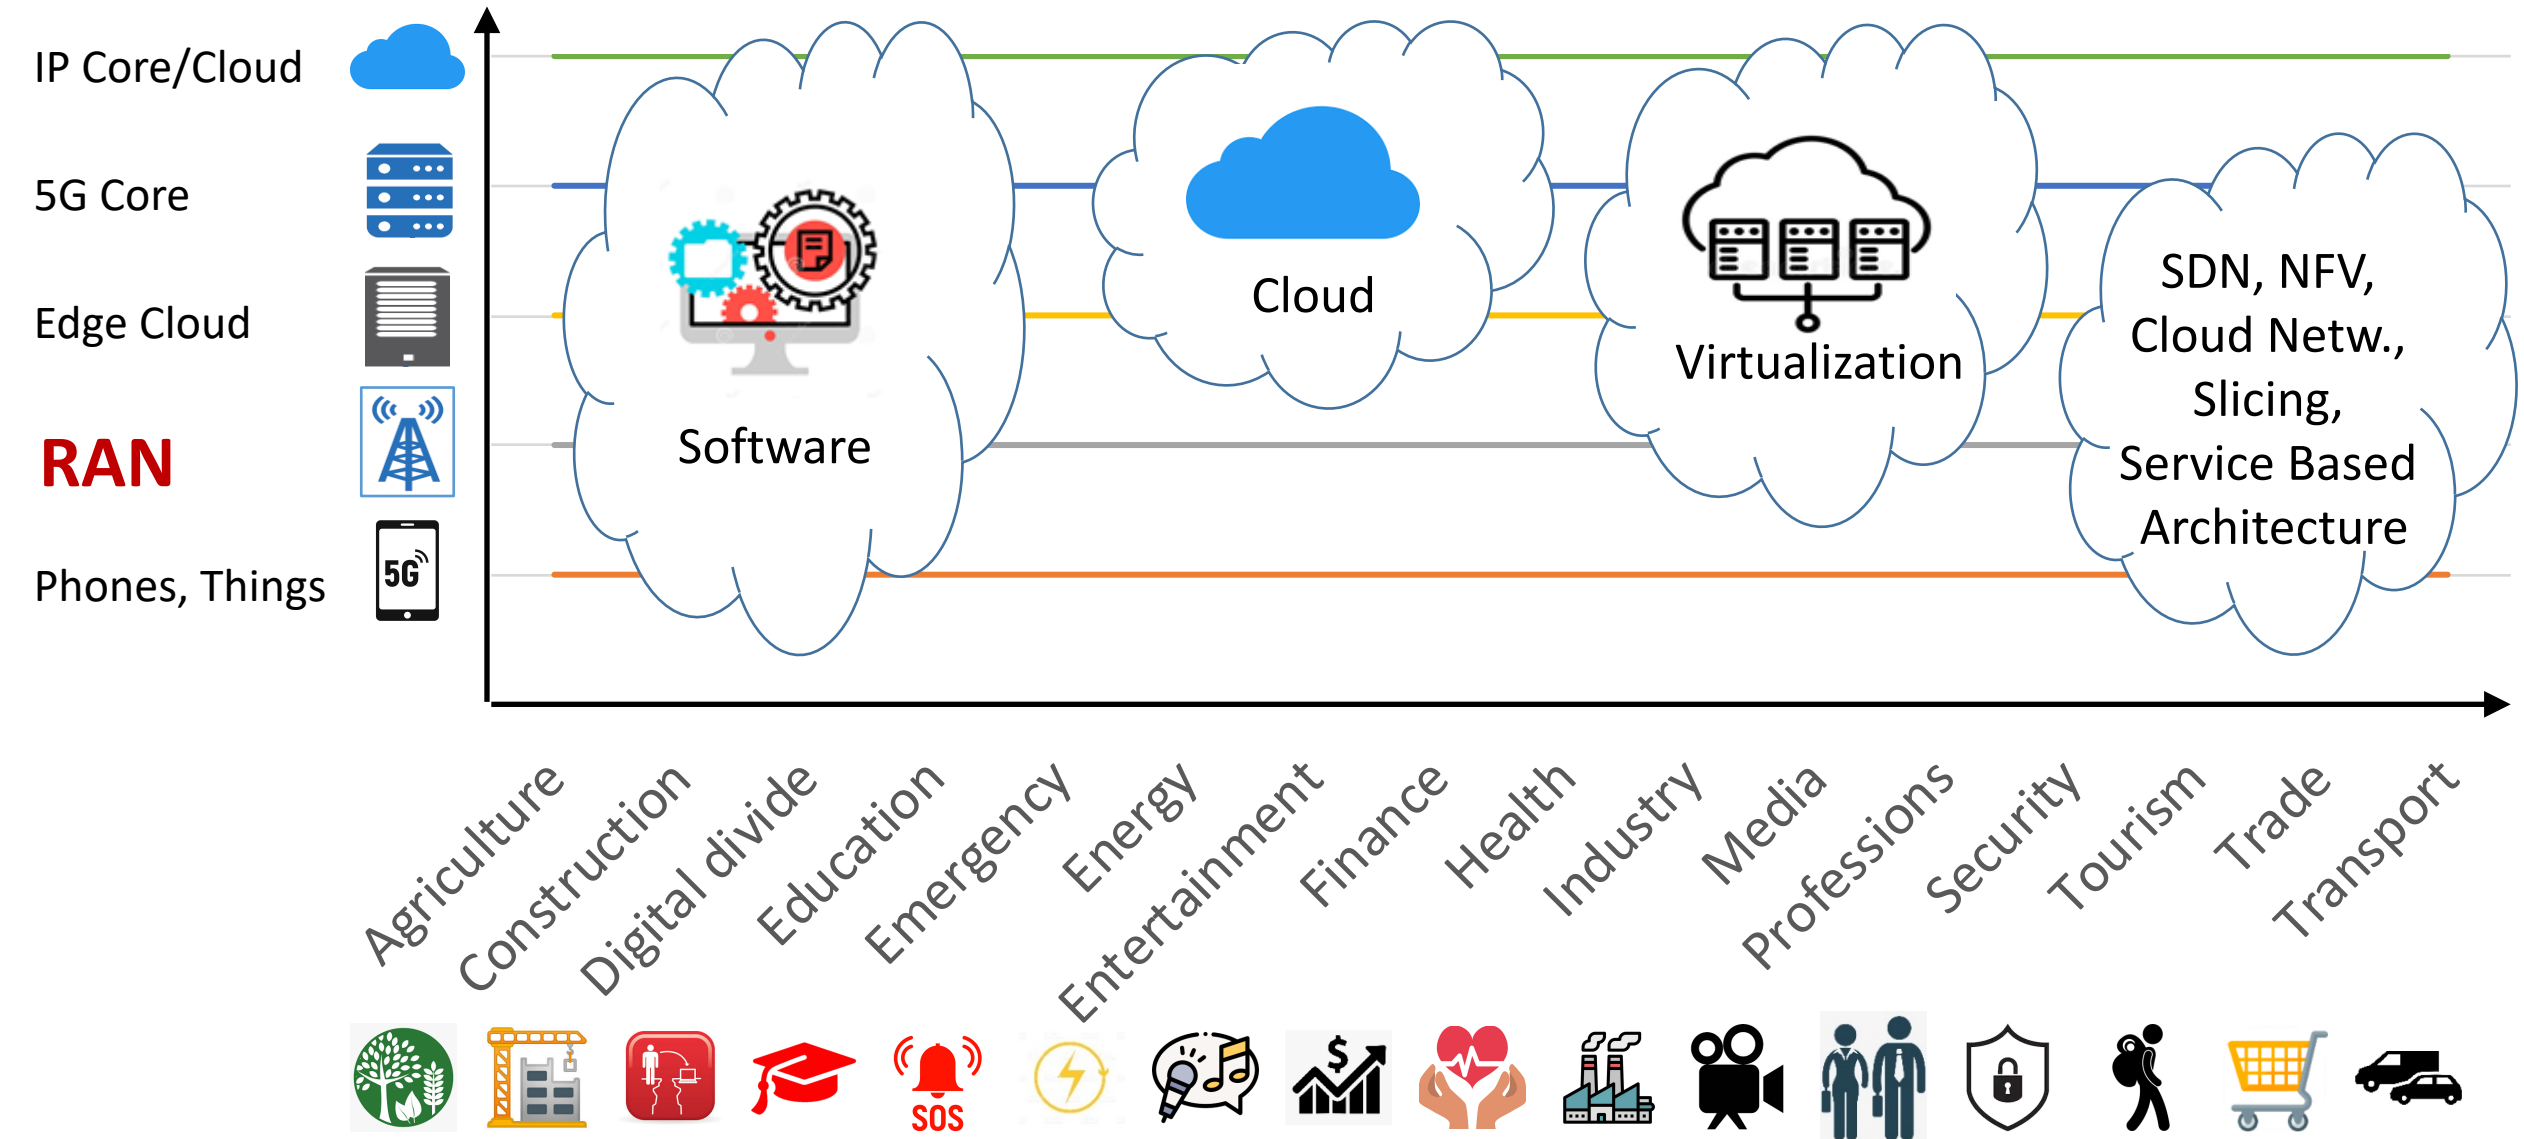 IP Core/Cloud
5G Core
Edge Cloud
RAN
Phones, Things
5G
Software
Cloud
Virtualization
SDN, NFV,
Cloud Netw.,
Slicing,
Service Based
Architecture
Agriculture
Construction
Digital divide
Education
Emergency
Energy
Entertainment
Finance
Health
Industry
Media
Professions
Security
Tourism
Trade
Transport
SOS
$